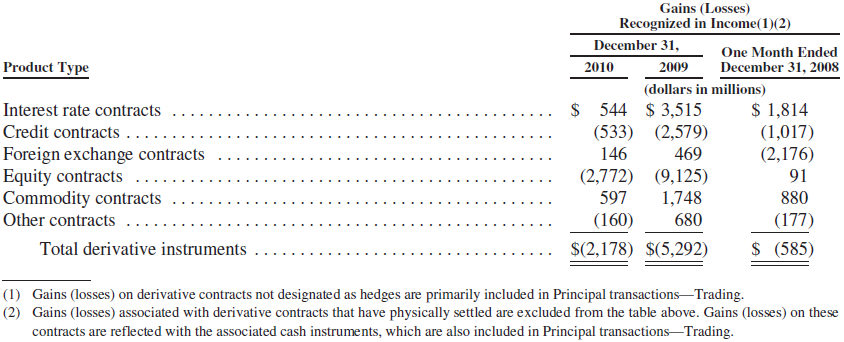 Gains (Losses)
Recognized in Income(1)(2)
December 31,
One Month Ended
Product Type 2010 2009 December 31, 2008
(dollars in millions)
Interest rate contracts . . . . . . . . . . . . . . . . . . . . . . . . . . . . . . . . . . . . . . . . . . . . . . . . . . $ 544 $ 3,515 $ 1,814
Credit contracts . . . . . . . . . . . . . . . . . . . . . . . . . . . . . . . . . . . . . . . . . . . . . . . . . . . . . . . (533) (2,579) (1,017)
Foreign exchange contracts . . . . . . . . . . . . . . . . . . . . . . . . . . . . . . . . . . . . . . . . . . . . 146 469 (2,176)
Equity contracts . . . . . . . . . . . . . . . . . . . . . . . . . . . . . . . . . . . . . . . . . . . . . . . . . . . . . . (2,772) (9,125) 91
Commodity contracts . . . . . . . . . . . . . . . . . . . . . . . . . . . . . . . . . . . . . . . . . . . . . . . . . 597 1,748 880
Other contracts . . . . . . . . . . . . . . . . . . . . . . . . . . . . . . . . . . . . . . . . . . . . . . . . . . . . . . . (160) 680 (177)
Total derivative instruments . . . . . . . . . . . . . . . . . . . . . . . . . . . . . . . . . . . . $(2,178) $(5,292) $ (585)
(1) Gains (losses) on derivative contracts not designated as hedges are primarily included in Principal transactions—Trading.
(2) Gains (losses) associated with derivative contracts that have physically settled are excluded from the table above. Gains (losses) on these
contracts are reflected with the associated cash instruments, which are also included in Principal transactions—Trading.